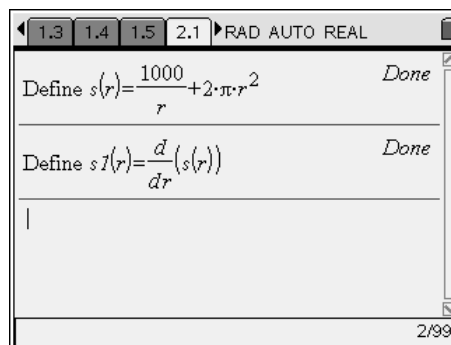 1.3 1.4 1.5 2.1 RAD AUTO REAL
Define s(r)=1000/r+2·π·r² Done
Define s1(r)=d/dr(s(r)) Done
2/99